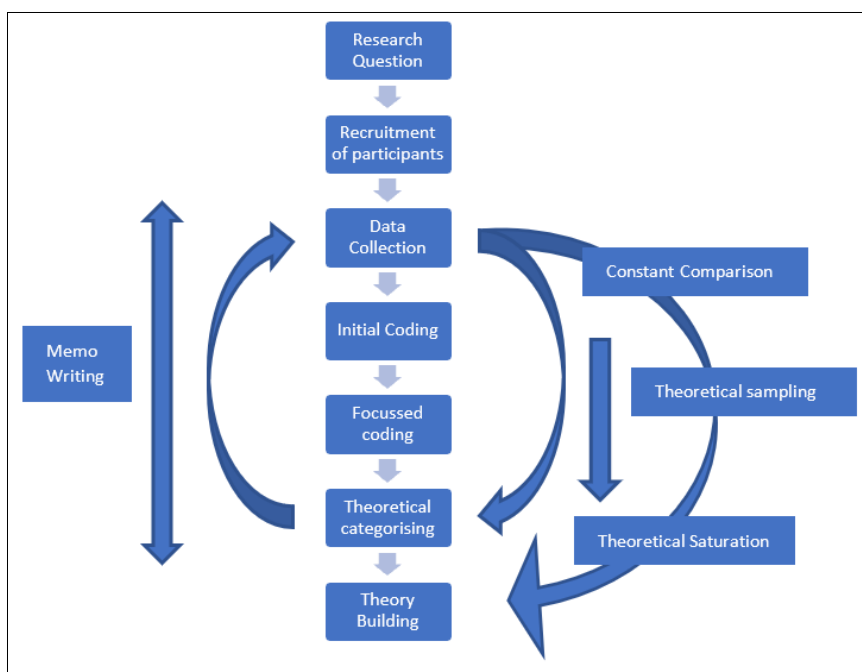 Research
Question
Recruitment
of participants
Data
Collection
Constant Comparison
Initial Coding
Memo
Writing
Theoretical sampling
Focussed
coding
Theoretical
categorising
Theoretical Saturation
Theory
Building